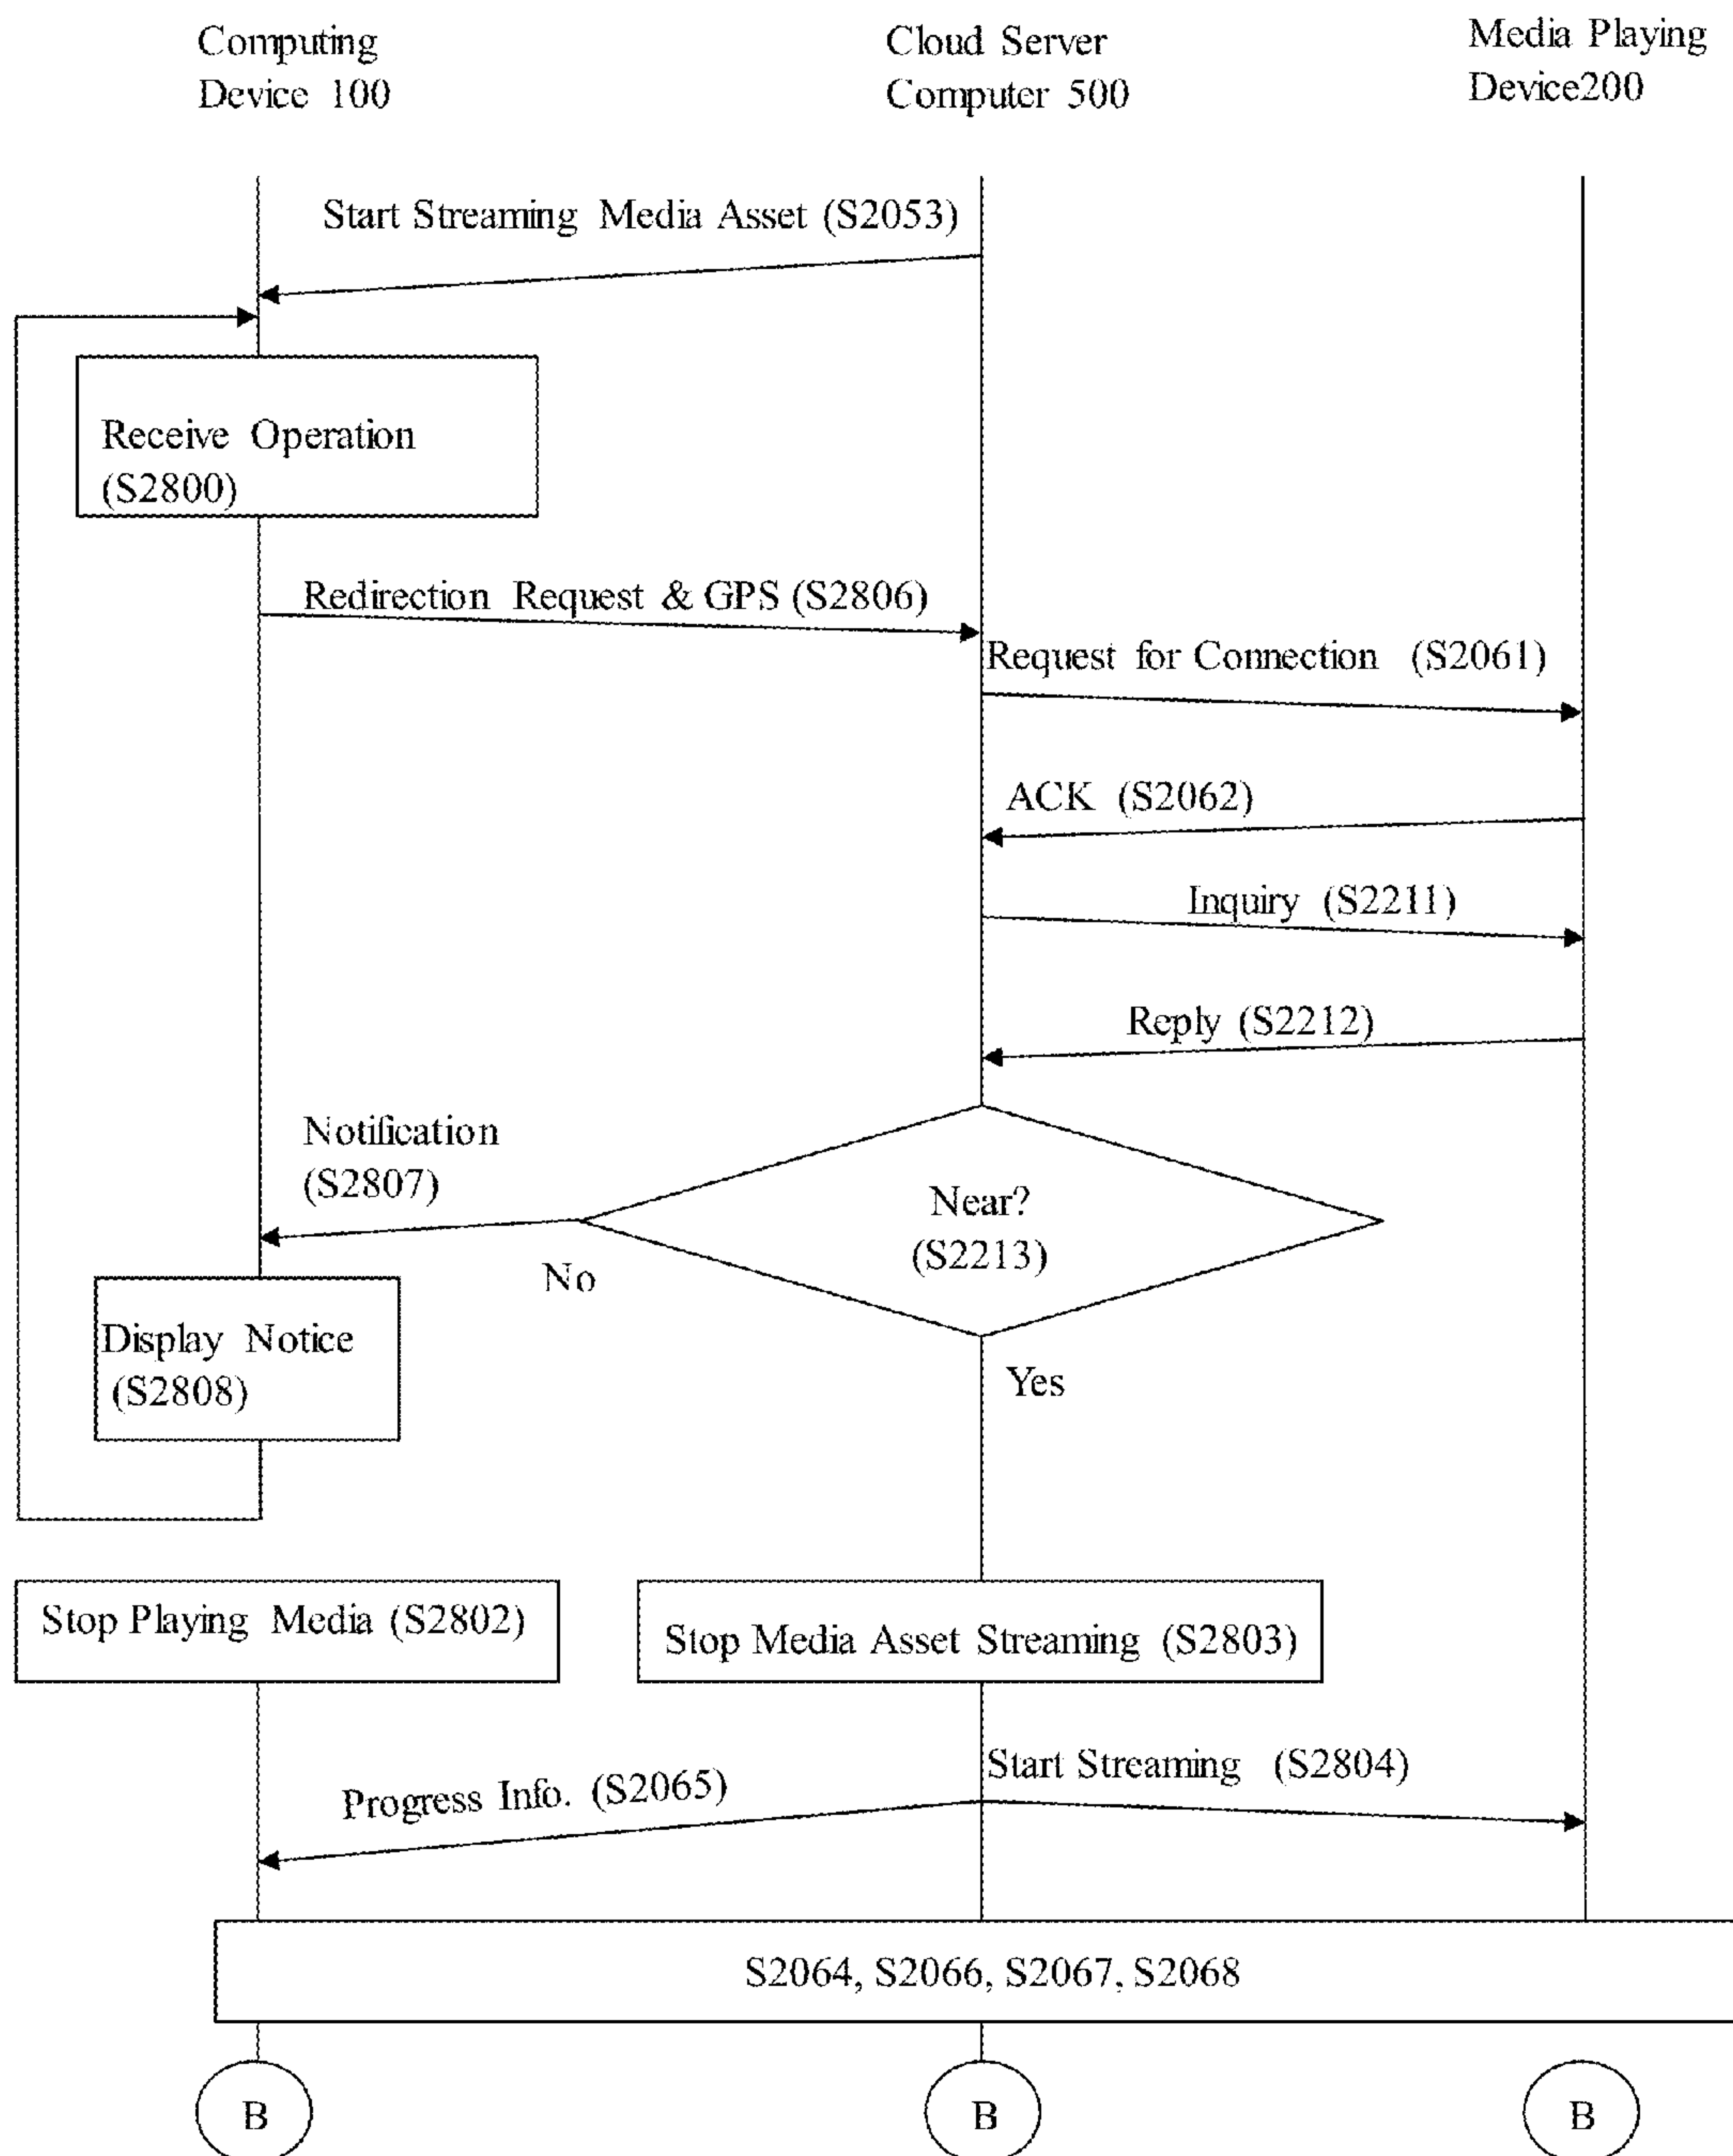 Computing
Device 100
Cloud Server
Computer 500
Media Playing
Device200
Start Streaming Media Asset (S2053)
Receive Operation
(S2800)
Redirection Request & GPS (S2806)
Request for Connection (S2061)
ACK (S2062)
Inquiry (S2211)
Reply (S2212)
Notification
(S2807)
Near?
(S2213)
No
Display Notice
(S2808)
Yes
Stop Playing Media (S2802)
Stop Media Asset Streaming (S2803)
Start Streaming (S2804)
Progress Info. (S2065)
S2064, S2066, S2067, S2068
B
B
B